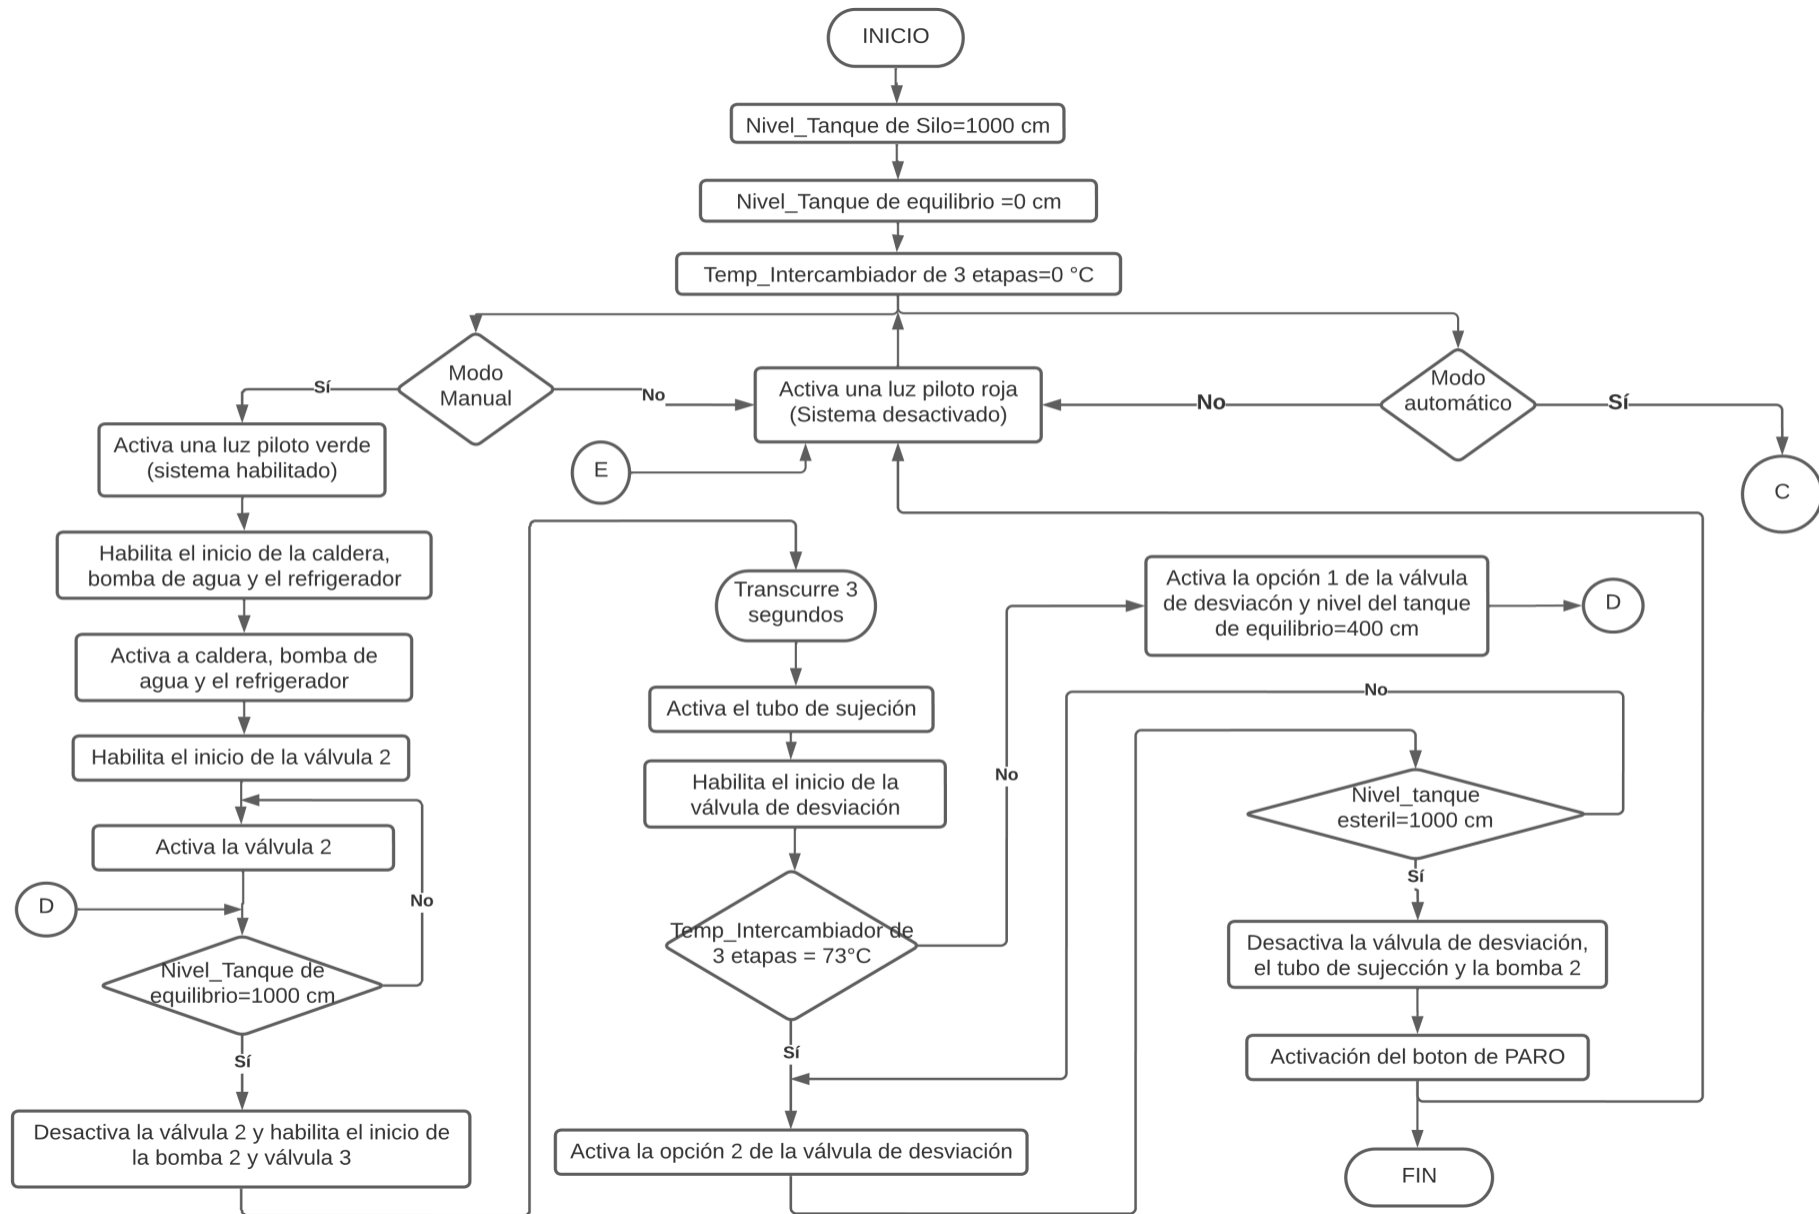 INICIO
Nivel_Tanque de Silo=1000 cm
Nivel_Tanque de equilibrio =0 cm
Temp_Intercambiador de 3 etapas=0 °C
Modo
Manual
Sí
No
Activa una luz piloto roja
(Sistema desactivado)
Modo
automático
No
Sí
C
E
Activa una luz piloto verde
(sistema habilitado)
Habilita el inicio de la caldera,
bomba de agua y el refrigerador
Activa a caldera, bomba de
agua y el refrigerador
Habilita el inicio de la válvula 2
Activa la válvula 2
D
No
Nivel_Tanque de
equilibrio=1000 cm
Sí
Desactiva la válvula 2 y habilita el inicio de
la bomba 2 y válvula 3
Transcurre 3
segundos
Activa el tubo de sujeción
Habilita el inicio de la
válvula de desviación
Temp_Intercambiador de
3 etapas = 73°C
No
Sí
Activa la opción 2 de la válvula de desviación
Activa la opción 1 de la válvula
de desviacón y nivel del tanque
de equilibrio=400 cm
D
No
Nivel_tanque
esteril=1000 cm
Sí
Desactiva la válvula de desviación,
el tubo de sujección y la bomba 2
Activación del boton de PARO
FIN